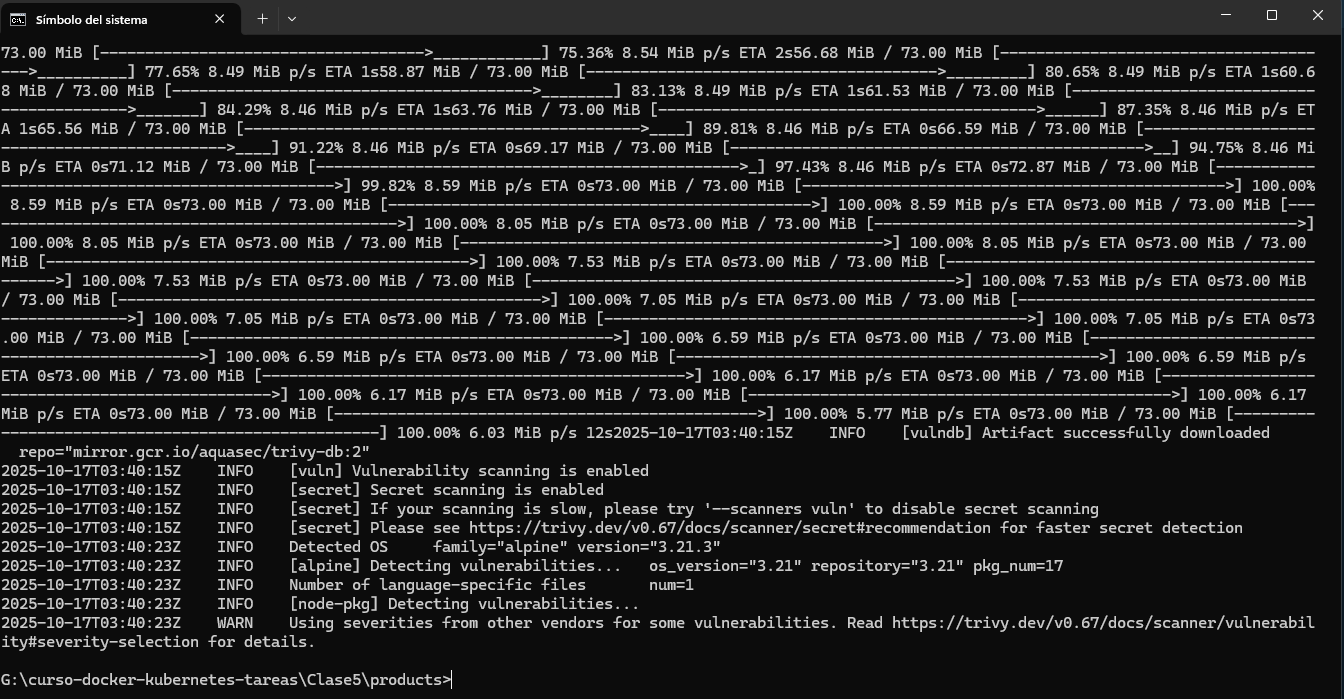 Símbolo del sistema
73.00 MiB [------------------------------------>____________] 75.36% 8.54 MiB p/s ETA 2s56.68 MiB / 73.00 MiB [-----------------------------------
--->__________] 77.65% 8.49 MiB p/s ETA 1s58.87 MiB / 73.00 MiB [--------------------------------------->_________] 80.65% 8.49 MiB p/s ETA 1s60.6
8 MiB / 73.00 MiB [---------------------------------------->________] 83.13% 8.49 MiB p/s ETA 1s61.53 MiB / 73.00 MiB [---------------------------
-------------->_______] 84.29% 8.46 MiB p/s ETA 1s63.76 MiB / 73.00 MiB [------------------------------------------>______] 87.35% 8.46 MiB p/s ET
A 1s65.56 MiB / 73.00 MiB [-------------------------------------------->____] 89.81% 8.46 MiB p/s ETA 0s66.59 MiB / 73.00 MiB [-------------------
------------------------->____] 91.22% 8.46 MiB p/s ETA 0s69.17 MiB / 73.00 MiB [---------------------------------------------->__] 94.75% 8.46 Mi
B p/s ETA 0s71.12 MiB / 73.00 MiB [----------------------------------------------->_] 97.43% 8.46 MiB p/s ETA 0s72.87 MiB / 73.00 MiB [-----------
------------------------------------->] 99.82% 8.59 MiB p/s ETA 0s73.00 MiB / 73.00 MiB [----------------------------------------------->] 100.00%
8.59 MiB p/s ETA 0s73.00 MiB / 73.00 MiB [----------------------------------------------->] 100.00% 8.59 MiB p/s ETA 0s73.00 MiB / 73.00 MiB [---
-------------------------------------------->] 100.00% 8.05 MiB p/s ETA 0s73.00 MiB / 73.00 MiB [----------------------------------------------->]
100.00% 8.05 MiB p/s ETA 0s73.00 MiB / 73.00 MiB [----------------------------------------------->] 100.00% 8.05 MiB p/s ETA 0s73.00 MiB / 73.00
MiB [----------------------------------------------->] 100.00% 7.53 MiB p/s ETA 0s73.00 MiB / 73.00 MiB [-----------------------------------------
------>] 100.00% 7.53 MiB p/s ETA 0s73.00 MiB / 73.00 MiB [----------------------------------------------->] 100.00% 7.53 MiB p/s ETA 0s73.00 MiB
/ 73.00 MiB [----------------------------------------------->] 100.00% 7.05 MiB p/s ETA 0s73.00 MiB / 73.00 MiB [---------------------------------
-------------->] 100.00% 7.05 MiB p/s ETA 0s73.00 MiB / 73.00 MiB [----------------------------------------------->] 100.00% 7.05 MiB p/s ETA 0s73
.00 MiB / 73.00 MiB [----------------------------------------------->] 100.00% 6.59 MiB p/s ETA 0s73.00 MiB / 73.00 MiB [-------------------------
---------------------->] 100.00% 6.59 MiB p/s ETA 0s73.00 MiB / 73.00 MiB [----------------------------------------------->] 100.00% 6.59 MiB p/s
ETA 0s73.00 MiB / 73.00 MiB [----------------------------------------------->] 100.00% 6.17 MiB p/s ETA 0s73.00 MiB / 73.00 MiB [-----------------
------------------------------>] 100.00% 6.17 MiB p/s ETA 0s73.00 MiB / 73.00 MiB [----------------------------------------------->] 100.00% 6.17
MiB p/s ETA 0s73.00 MiB / 73.00 MiB [----------------------------------------------->] 100.00% 5.77 MiB p/s ETA 0s73.00 MiB / 73.00 MiB [---------
------------------------------------------] 100.00% 6.03 MiB p/s 12s2025-10-17T03:40:15Z    INFO    [vulndb] Artifact successfully downloaded
  repo="mirror.gcr.io/aquasec/trivy-db:2"
2025-10-17T03:40:15Z    INFO    [vuln] Vulnerability scanning is enabled
2025-10-17T03:40:15Z    INFO    [secret] Secret scanning is enabled
2025-10-17T03:40:15Z    INFO    [secret] If your scanning is slow, please try '--scanners vuln' to disable secret scanning
2025-10-17T03:40:15Z    INFO    [secret] Please see https://trivy.dev/v0.67/docs/scanner/secret#recommendation for faster secret detection
2025-10-17T03:40:23Z    INFO    Detected OS     family="alpine" version="3.21.3"
2025-10-17T03:40:23Z    INFO    [alpine] Detecting vulnerabilities...   os_version="3.21" repository="3.21" pkg_num=17
2025-10-17T03:40:23Z    INFO    Number of language-specific files       num=1
2025-10-17T03:40:23Z    INFO    [node-pkg] Detecting vulnerabilities...
2025-10-17T03:40:23Z    WARN    Using severities from other vendors for some vulnerabilities. Read https://trivy.dev/v0.67/docs/scanner/vulnerabil
ity#severity-selection for details.
G:\curso-docker-kubernetes-tareas\Clase5\products>